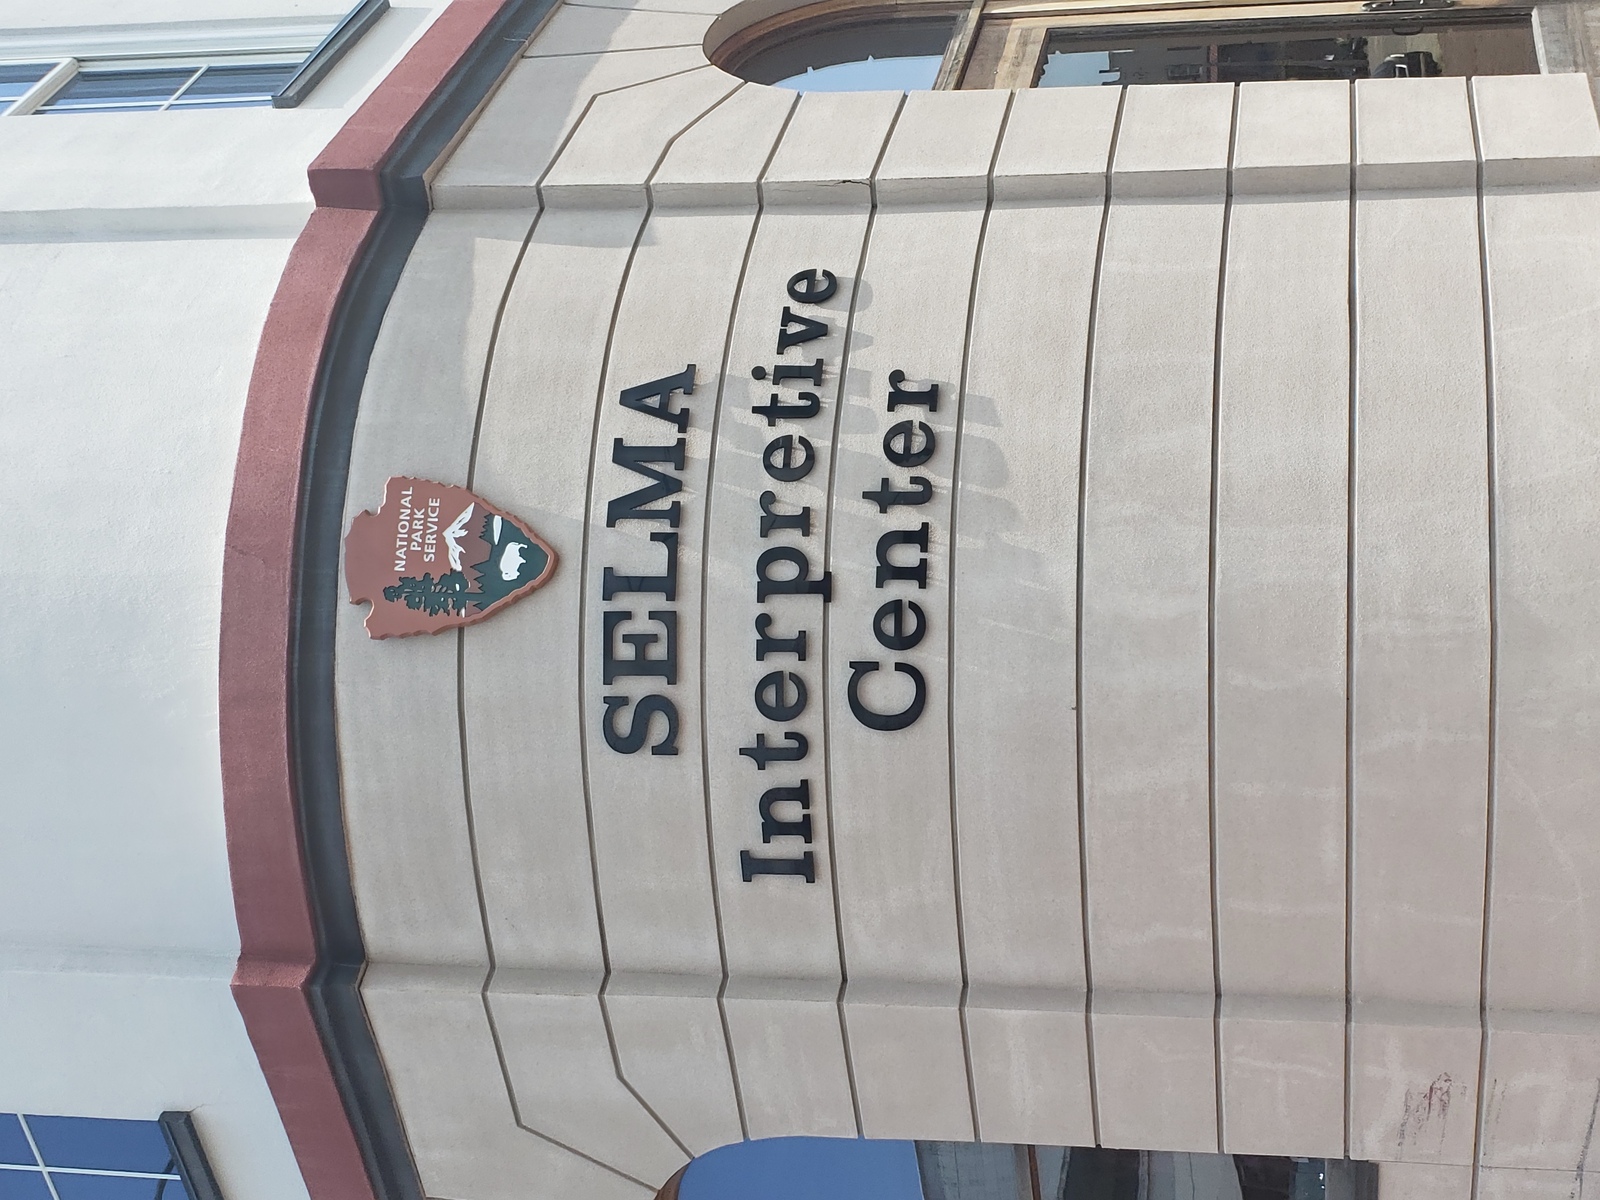 NATIONAL
PARK
SERVICE
SELMA
Interpretive
Center